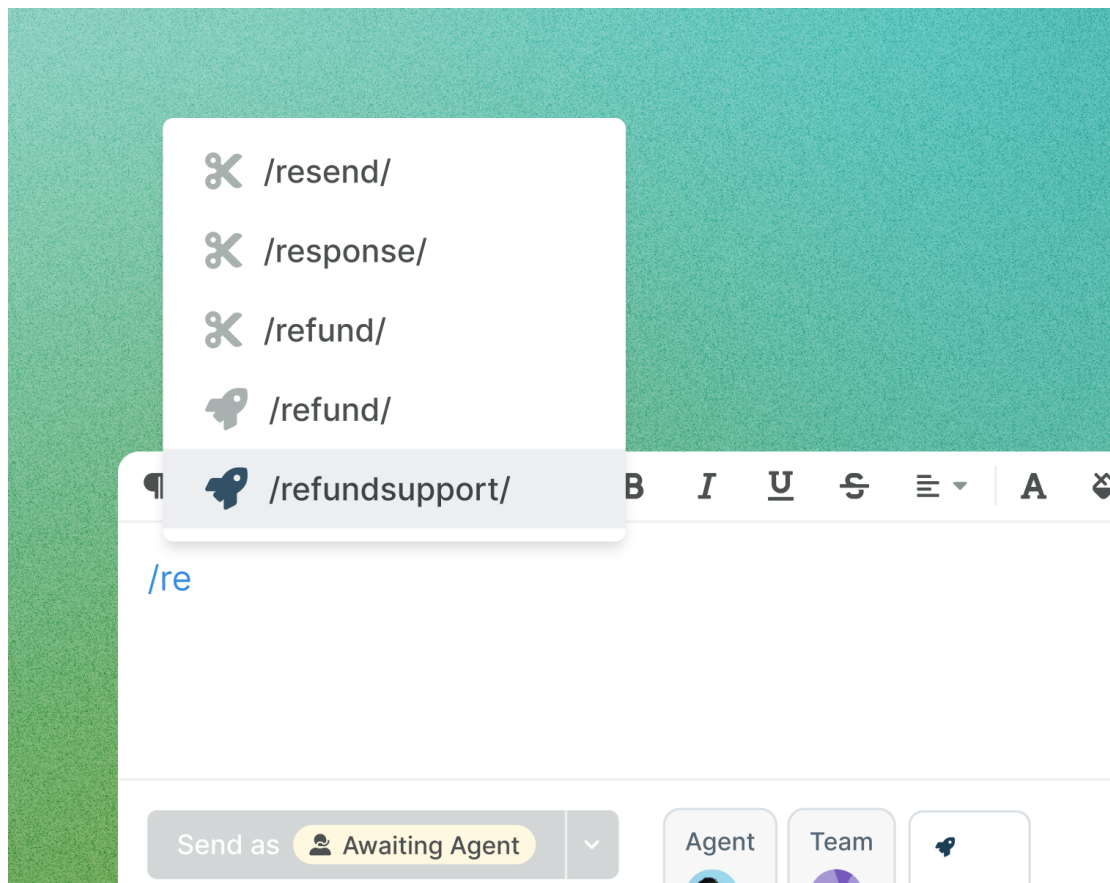 /resend/
/response/
/refund/
/refund/
/refundsupport/
¶ B I U S A
/re
Send as Awaiting Agent
Agent
Team